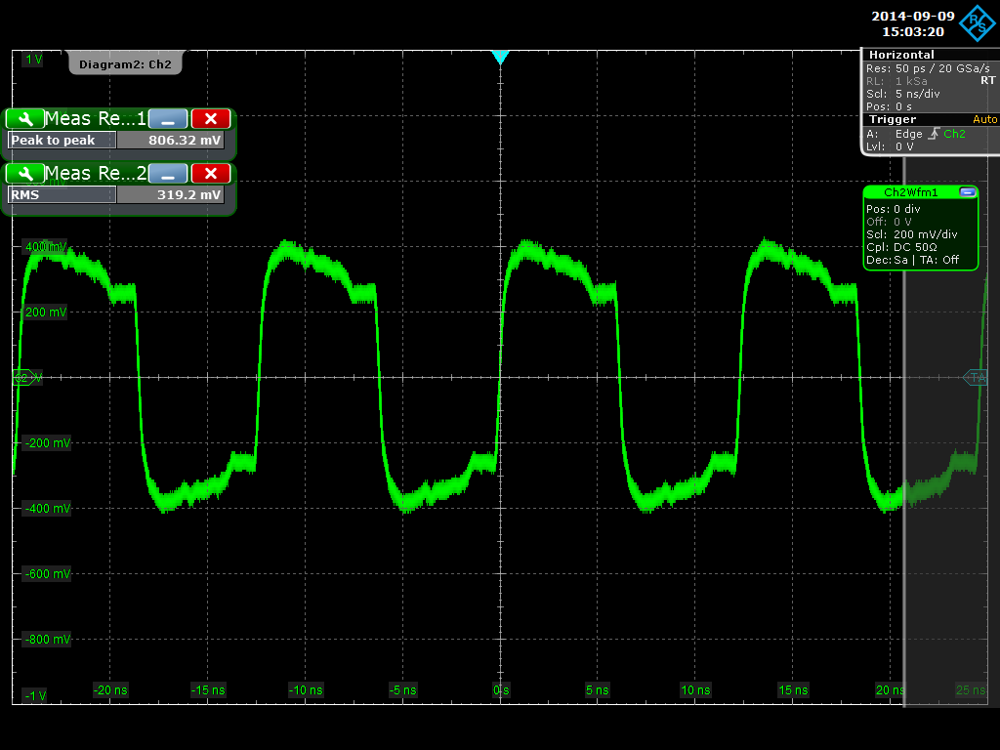 2014-09-09
15:03:20
R S
Horizontal
Res: 50 ps / 20 GSa/s
RL: 1 kSa RT
Scl: 5 ns/div
Pos: 0 s
Trigger Auto
A: Edge Ch2
Lvl: 0 V
1 V
Diagram2: Ch2
Meas Re...1
Peak to peak 806.32 mV
Meas Re...2
RMS 319.2 mV
Ch2Wfm1
Pos: 0 div
Off: 0 V
Scl: 200 mV/div
Cpl: DC 50Ω
Dec: Sa | TA: Off
400 mV
200 mV
C2 V
TA
-200 mV
-400 mV
-600 mV
-800 mV
-1 V
-20 ns -15 ns -10 ns -5 ns 0 s 5 ns 10 ns 15 ns 20 ns 25 ns